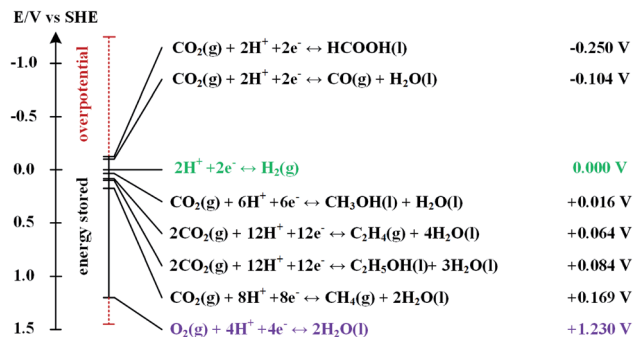 E/V vs SHE
CO₂(g) + 2H⁺ +2e⁻ ↔ HCOOH(l) -0.250 V
-1.0
CO₂(g) + 2H⁺ +2e⁻ ↔ CO(g) + H₂O(l) -0.104 V
-0.5
overpotential
0.0
2H⁺ +2e⁻ ↔ H₂(g) 0.000 V
CO₂(g) + 6H⁺ +6e⁻ ↔ CH₃OH(l) + H₂O(l) +0.016 V
0.5
2CO₂(g) + 12H⁺ +12e⁻ ↔ C₂H₄(g) + 4H₂O(l) +0.064 V
energy stored
2CO₂(g) + 12H⁺ +12e⁻ ↔ C₂H₅OH(l)+ 3H₂O(l) +0.084 V
1.0
CO₂(g) + 8H⁺ +8e⁻ ↔ CH₄(g) + 2H₂O(l) +0.169 V
1.5
O₂(g) + 4H⁺ +4e⁻ ↔ 2H₂O(l) +1.230 V